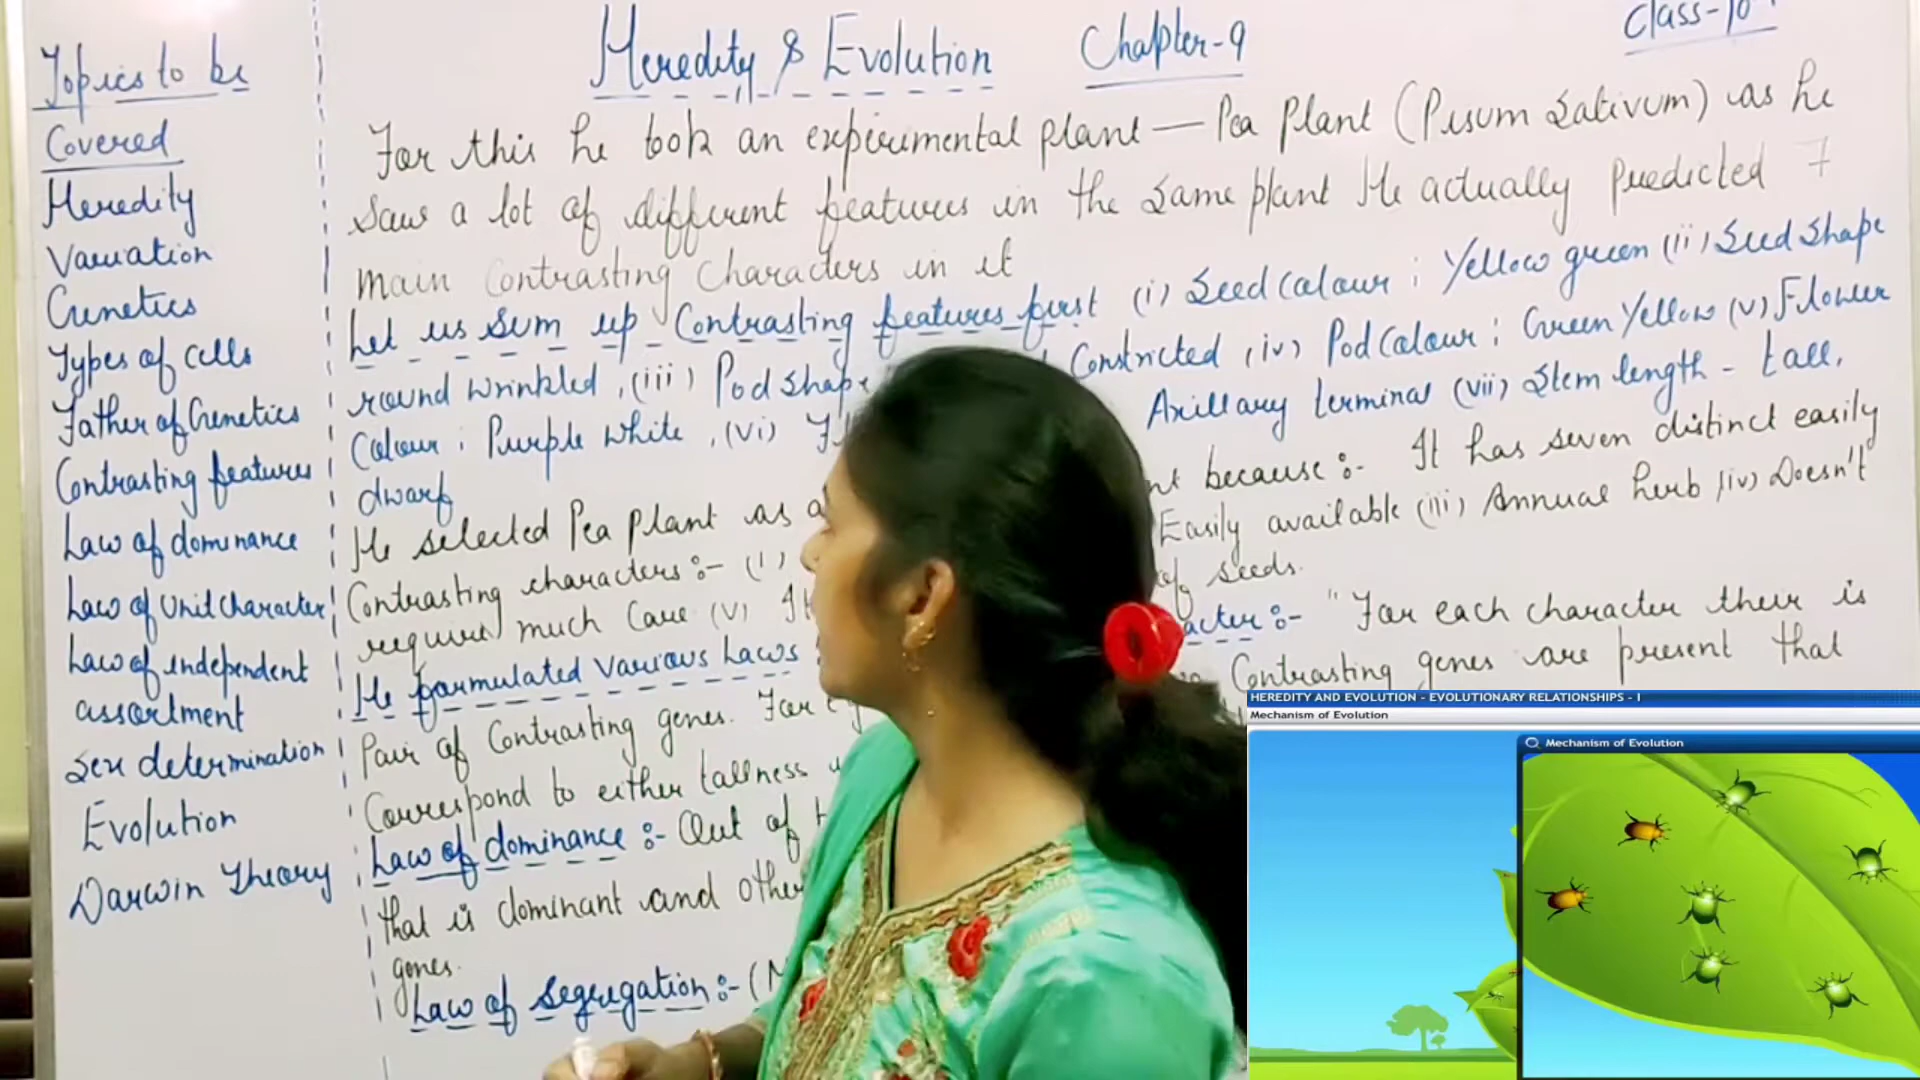 Heredity & Evolution Chapter-9
Class-10
Topics to be
Covered
Heredity
Variation
Genetics
Types of cells
Father of Genetics
Contrasting features
Law of dominance
Law of Unit Character
Law of independent
assortment
Sex determination
Evolution
Darwin Theory
For this he took an experimental plant — Pea Plant (Pisum Sativum) as he
Saw a lot of different features in the same plant He actually predicted 7
main Contrasting Characters in it
Let us sum up Contrasting features first (i) Seed Colour : Yellow green (ii) Seed Shape
round wrinkled, (iii) Pod Shape Constricted, (iv) Pod Colour : Green Yellow (v) Flower
Colour : Purple white, (vi) Axillary terminal (vii) Stem length - tall,
dwarf
He selected Pea Plant as because :- It has seven distinct easily
Contrasting characters :- (i) Easily available (iii) Annual herb, (iv) Doesn't
require much care (v) It of seeds.
He formulated Various Laws acter :- "For each character their is
Pair of Contrasting genes. For Contrasting genes are present that
Correspond to either tallness
Law of dominance :- Out of
that is dominant and other
genes.
Law of Segregation :- (
HEREDITY AND EVOLUTION - EVOLUTIONARY RELATIONSHIPS - I
Mechanism of Evolution
Mechanism of Evolution